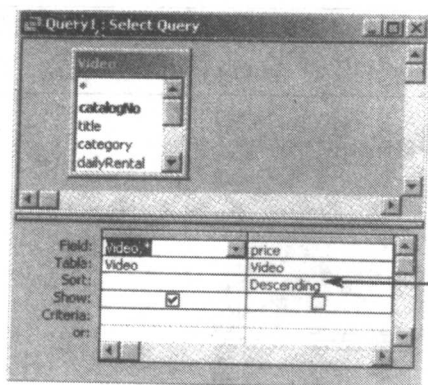 Query1 : Select Query
Video
*
catalogNo
title
category
dailyRental
Field: Video.* price
Table: Video Video
Sort: Descending
Show:
Criteria:
or: